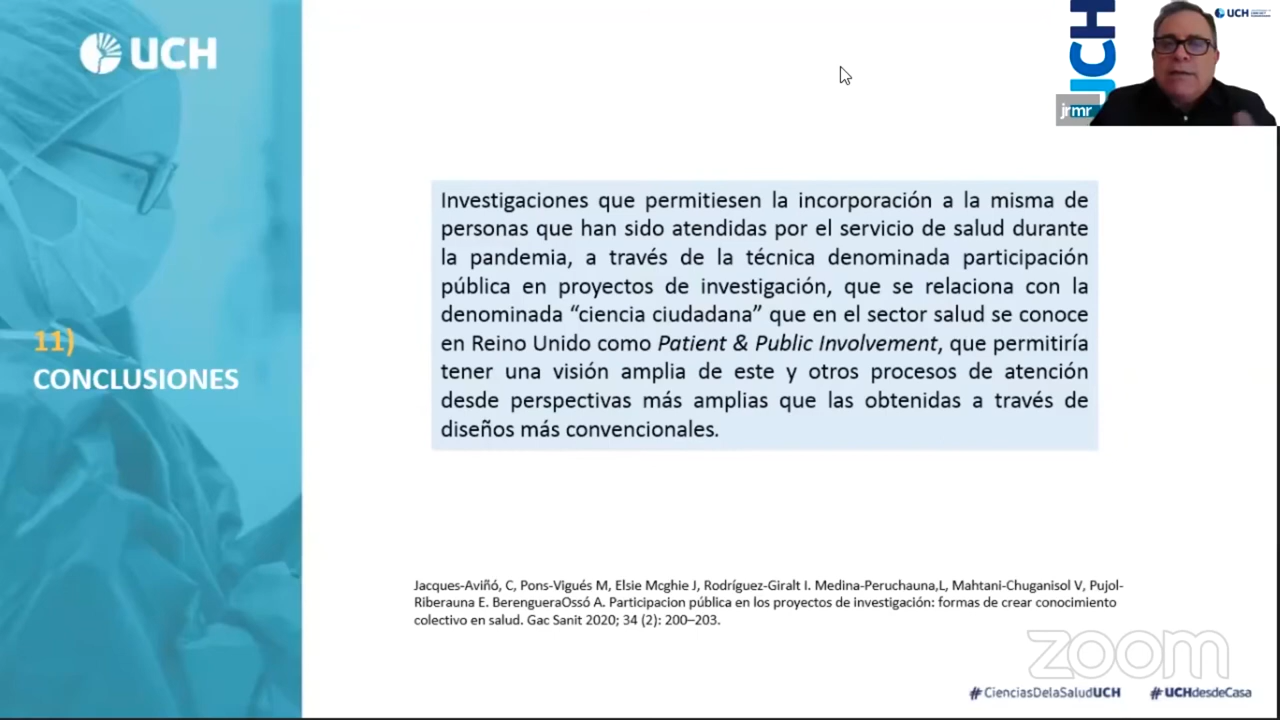 UCH
11)
CONCLUSIONES
Investigaciones que permitiesen la incorporación a la misma de
personas que han sido atendidas por el servicio de salud durante
la pandemia, a través de la técnica denominada participación
pública en proyectos de investigación, que se relaciona con la
denominada “ciencia ciudadana” que en el sector salud se conoce
en Reino Unido como Patient & Public Involvement, que permitiría
tener una visión amplia de este y otros procesos de atención
desde perspectivas más amplias que las obtenidas a través de
diseños más convencionales.
Jacques-Aviñó, C, Pons-Vigués M, Elsie Mcghie J, Rodríguez-Giralt I. Medina-Peruchauna,L, Mahtani-Chuganisol V, Pujol-
Riberauna E. BerengueraOssó A. Participacion pública en los proyectos de investigación: formas de crear conocimiento
colectivo en salud. Gac Sanit 2020; 34 (2): 200–203.
UCH
UCH
jrmr
zoom
#CienciasDelaSaludUCH #UCHdesdeCasa